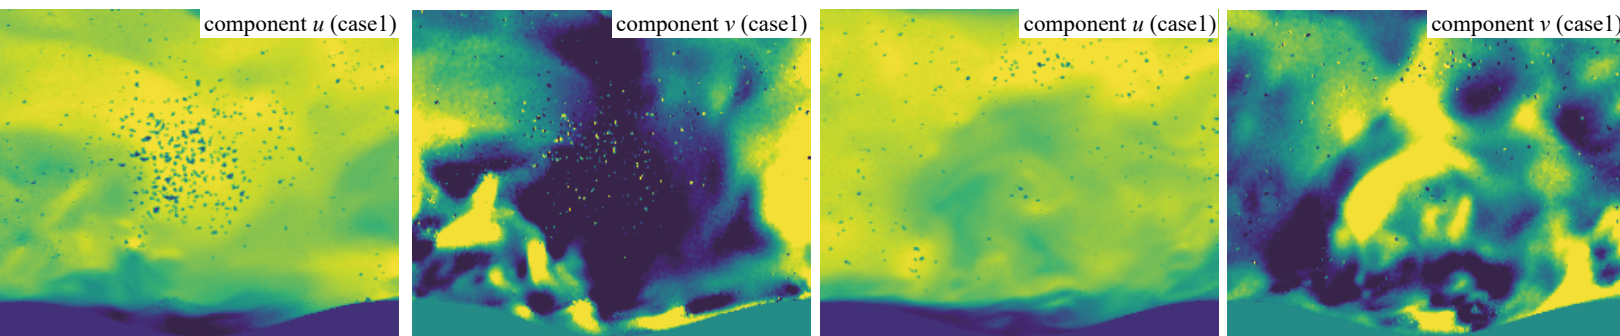 component u (case1)
component v (case1)
component u (case1)
component v (case1)